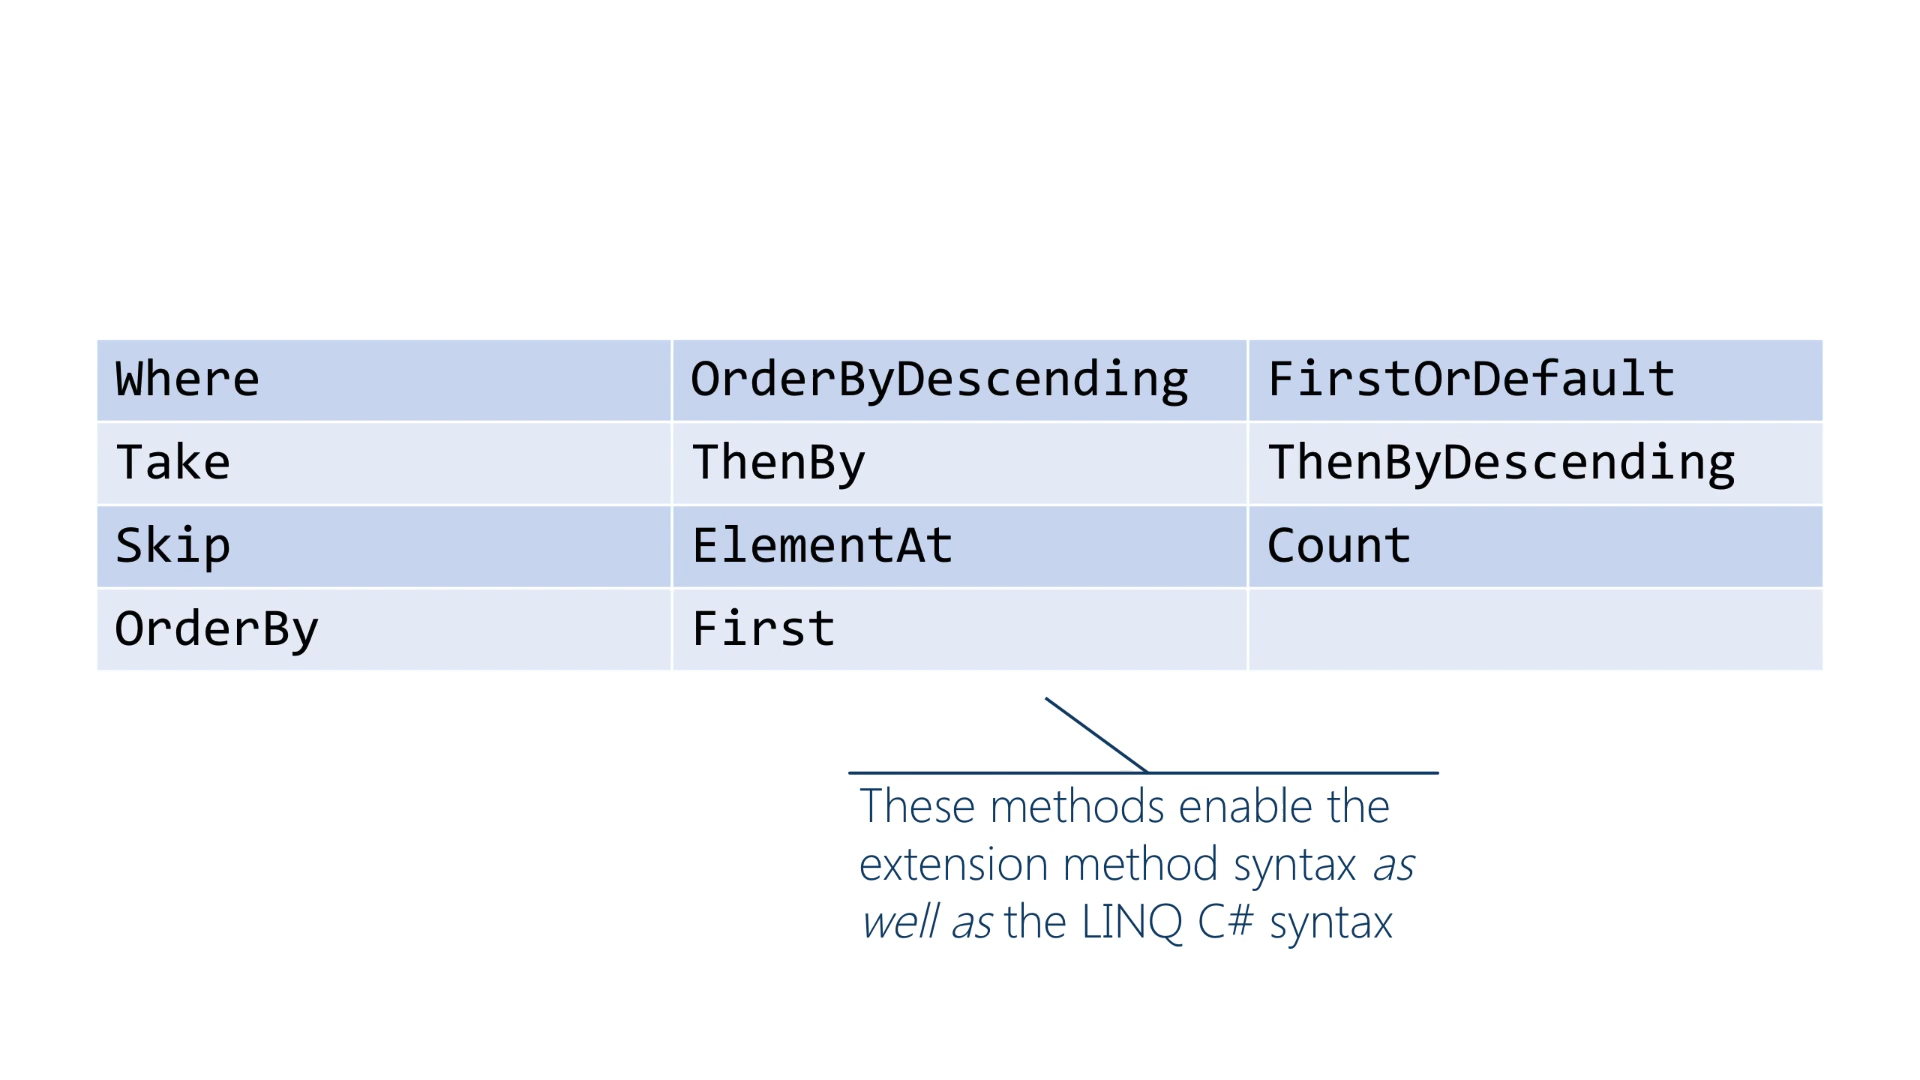 Where OrderByDescending FirstOrDefault
Take ThenBy ThenByDescending
Skip ElementAt Count
OrderBy First
These methods enable the
extension method syntax as
well as the LINQ C# syntax